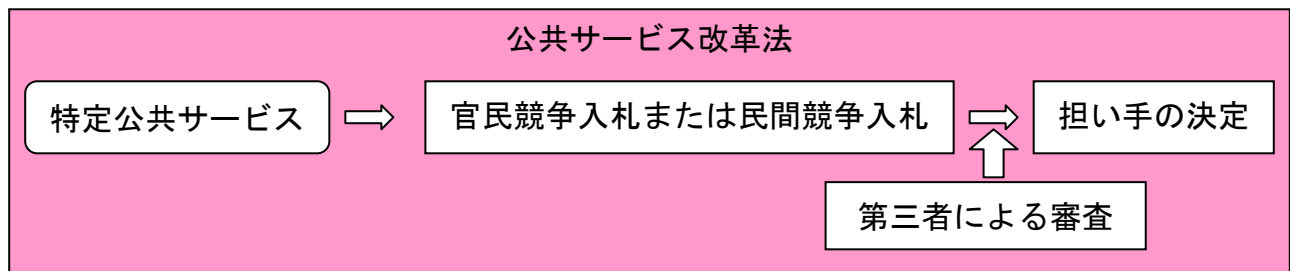 公共サービス改革法
特定公共サービス
官民競争入札または民間競争入札
担い手の決定
第三者による審査